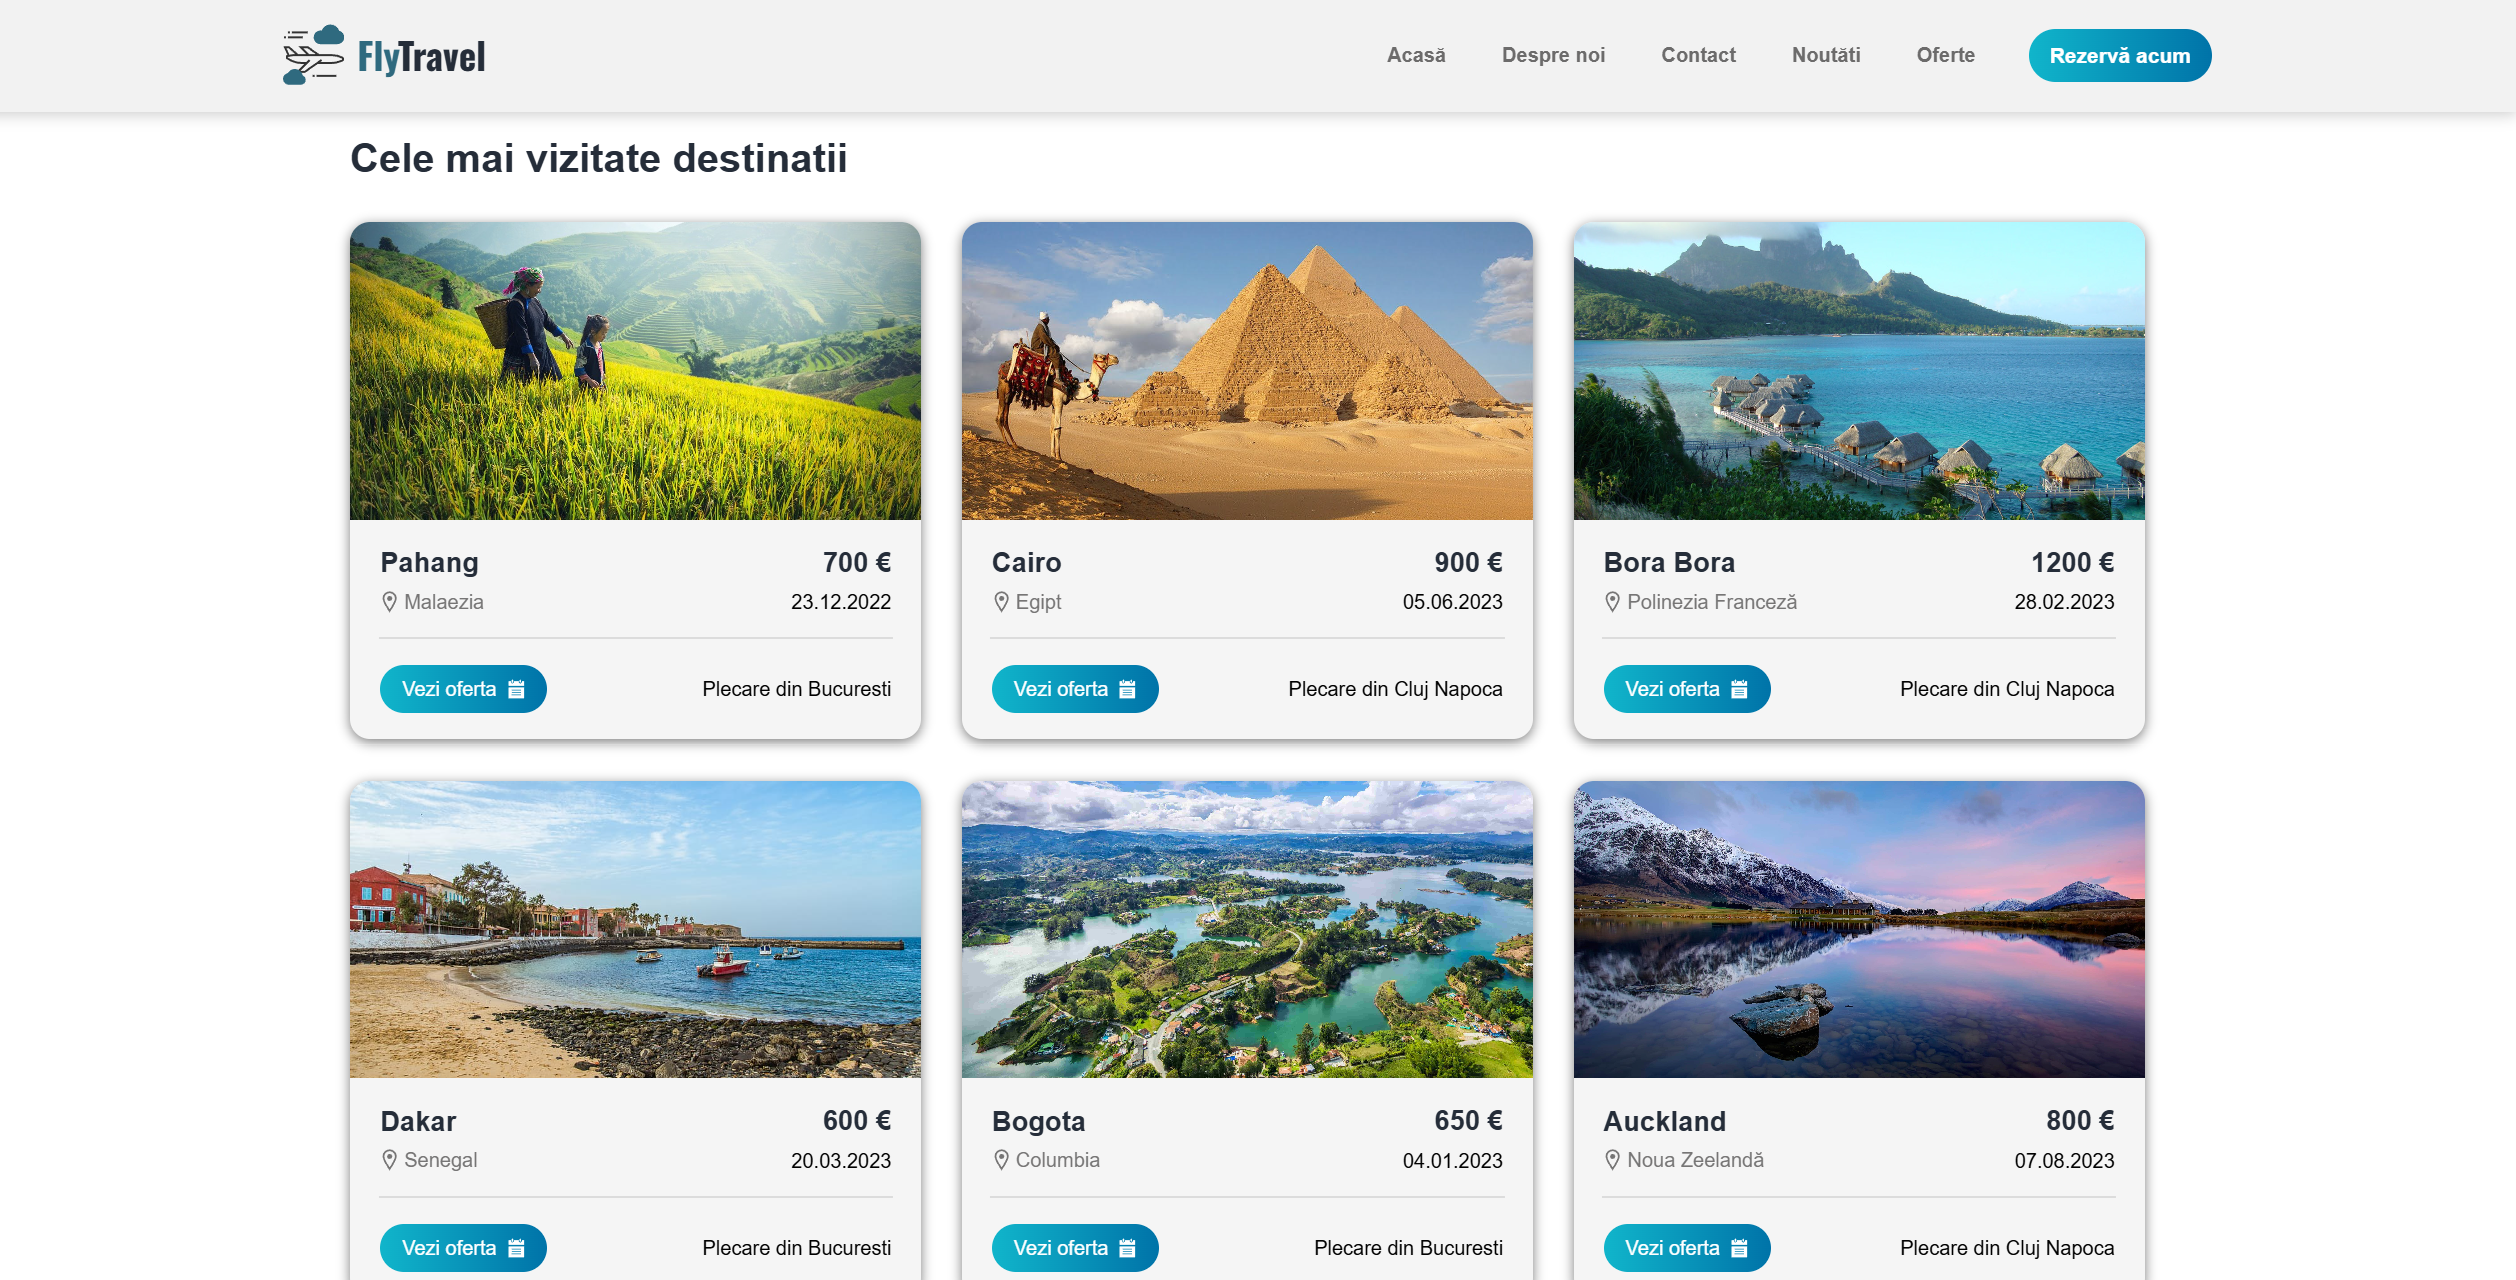 FlyTravel
Acasă Despre noi Contact Noutăti Oferte Rezervă acum
Cele mai vizitate destinatii
Pahang 700 €
Malaezia 23.12.2022
Vezi oferta Plecare din Bucuresti
Cairo 900 €
Egipt 05.06.2023
Vezi oferta Plecare din Cluj Napoca
Bora Bora 1200 €
Polinezia Franceză 28.02.2023
Vezi oferta Plecare din Cluj Napoca
Dakar 600 €
Senegal 20.03.2023
Vezi oferta Plecare din Bucuresti
Bogota 650 €
Columbia 04.01.2023
Vezi oferta Plecare din Bucuresti
Auckland 800 €
Noua Zeelandă 07.08.2023
Vezi oferta Plecare din Cluj Napoca